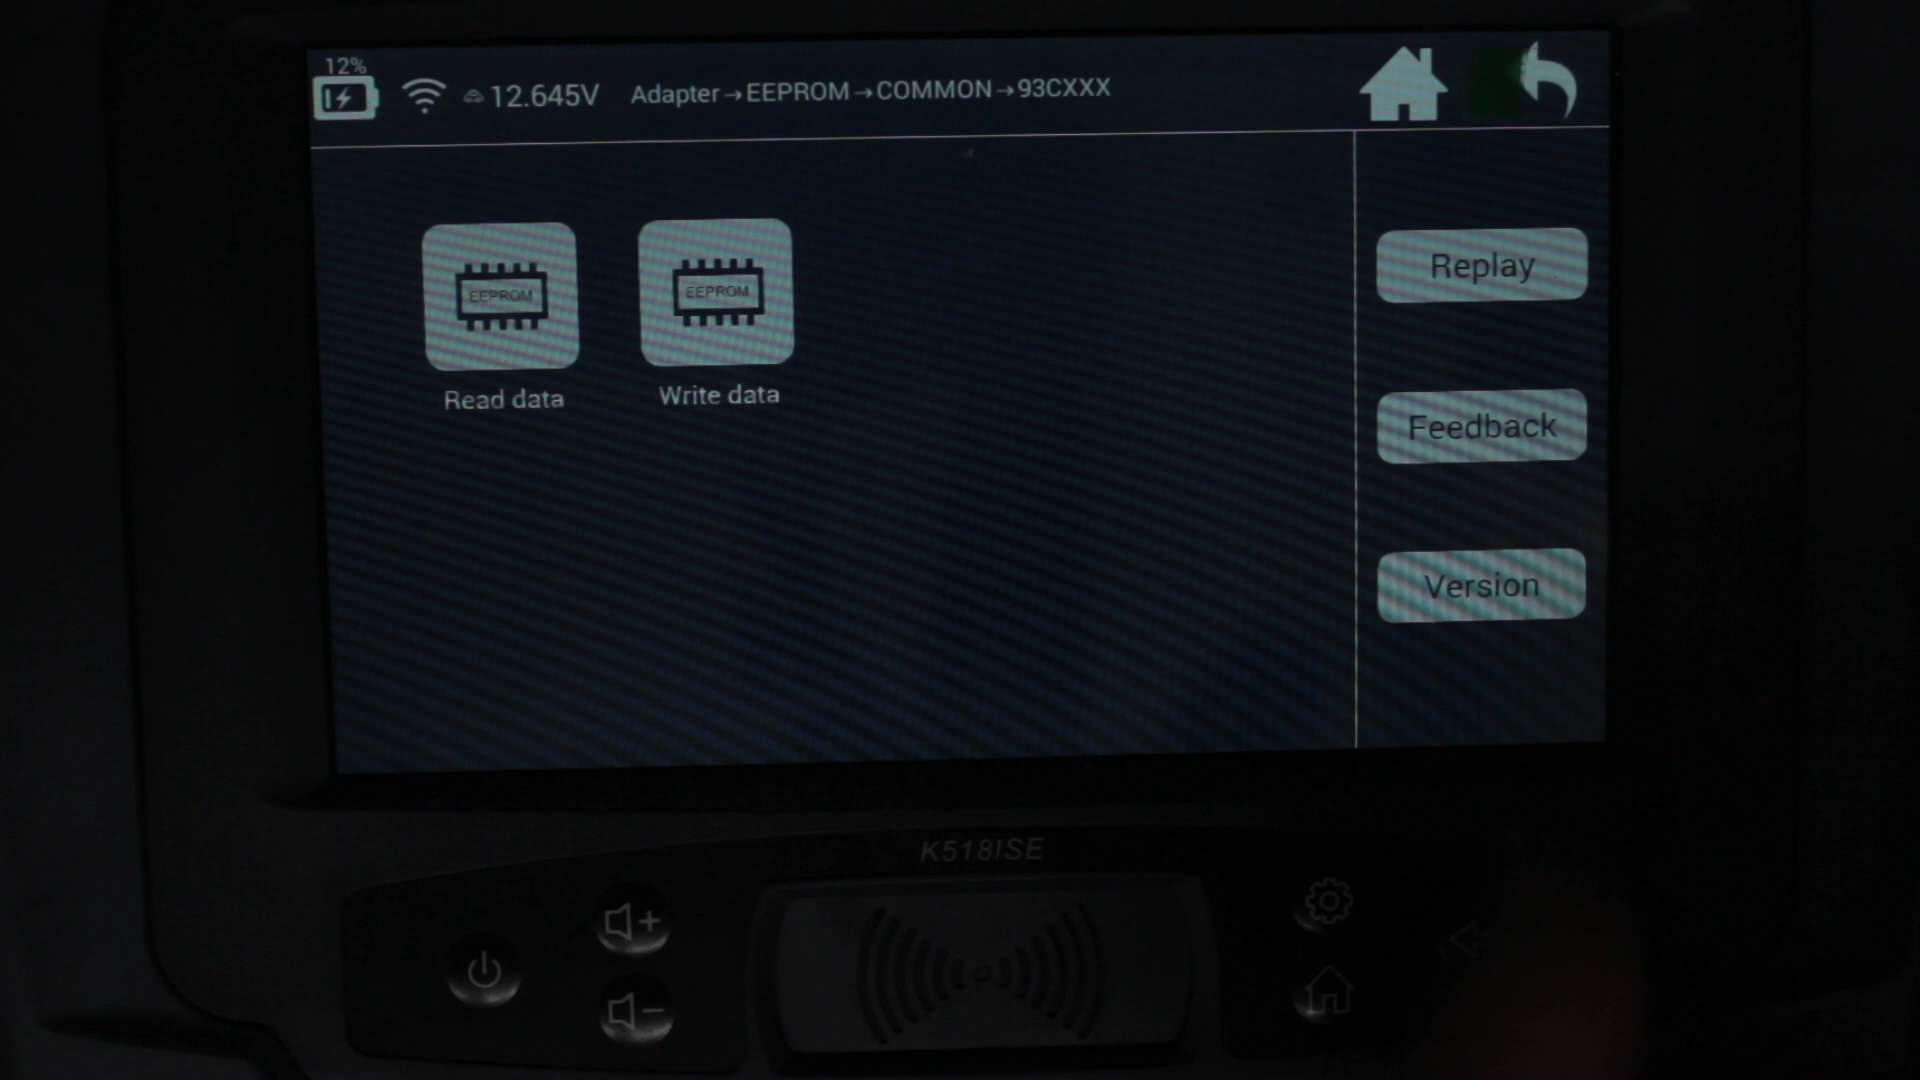 12%
12.645V Adapter→EEPROM→COMMON→93CXXX
EEPROM
EEPROM
Read data
Write data
Replay
Feedback
Version
K518ISE